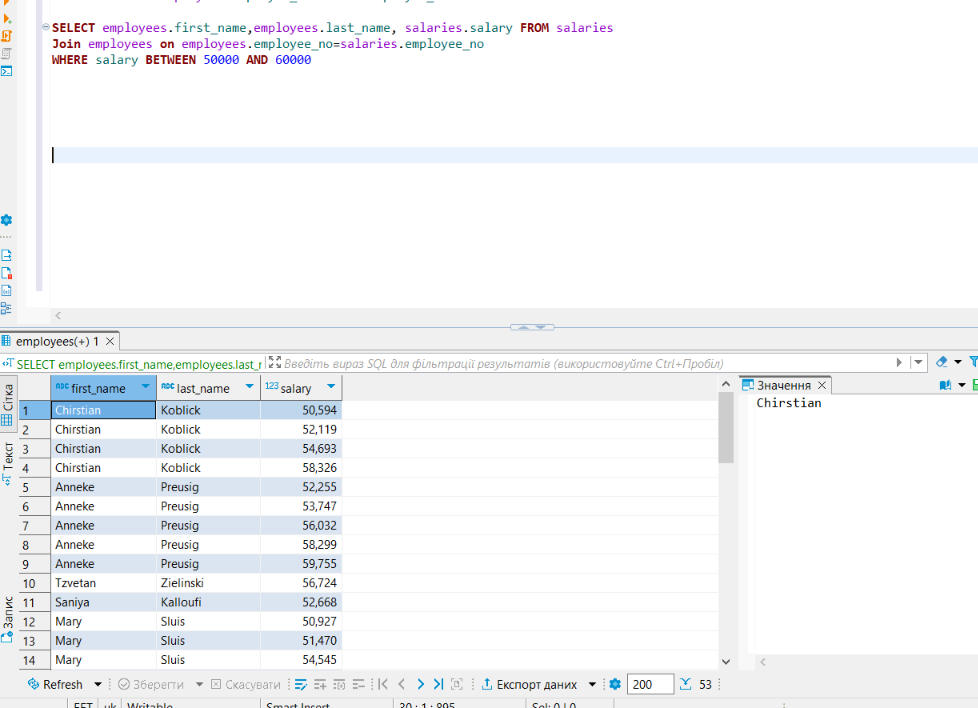 SELECT employees.first_name,employees.last_name, salaries.salary FROM salaries
Join employees on employees.employee_no=salaries.employee_no
WHERE salary BETWEEN 50000 AND 60000
employees(+) 1
SELECT employees.first_name,employees.last_r
Введіть вираз SQL для фільтрації результатів (використовуйте Ctrl+Пробіл)
Сітка
Текст
Запис
ABC first_name ABC last_name 123 salary
1 Chirstian Koblick 50,594
2 Chirstian Koblick 52,119
3 Chirstian Koblick 54,693
4 Chirstian Koblick 58,326
5 Anneke Preusig 52,255
6 Anneke Preusig 53,747
7 Anneke Preusig 56,032
8 Anneke Preusig 58,299
9 Anneke Preusig 59,755
10 Tzvetan Zielinski 56,724
11 Saniya Kalloufi 52,668
12 Mary Sluis 50,927
13 Mary Sluis 51,470
14 Mary Sluis 54,545
Значення
Chirstian
Refresh Зберегти Скасувати Експорт даних 200 53
EET uk Writable Smart Insert 30 : 1 : 895 Sel: 0 | 0